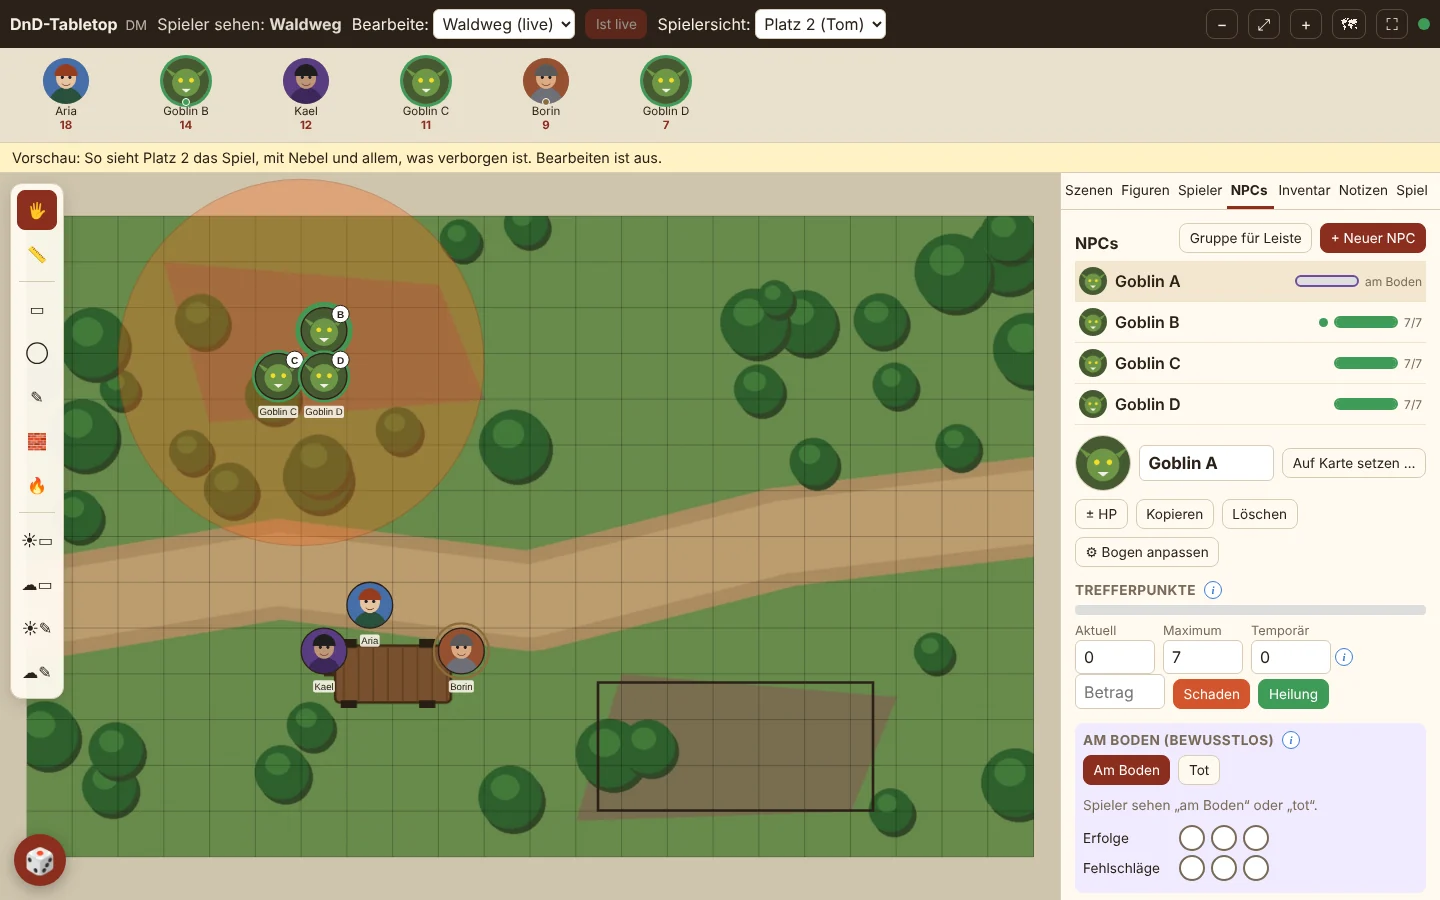 DnD-Tabletop DM Spieler sehen: Waldweg Bearbeite: Waldweg (live) Ist live Spielersicht: Platz 2 (Tom)
Aria Goblin B Kael Goblin C Borin Goblin D
18 14 12 11 9 7
Vorschau: So sieht Platz 2 das Spiel, mit Nebel und allem, was verborgen ist. Bearbeiten ist aus.
Szenen Figuren Spieler NPCs Inventar Notizen Spiel
NPCs Gruppe für Leiste + Neuer NPC
Goblin A am Boden
Goblin B 7/7
Goblin C 7/7
Goblin D 7/7
Goblin A Auf Karte setzen ...
± HP Kopieren Löschen
⚙ Bogen anpassen
TREFFERPUNKTE i
Aktuell Maximum Temporär
0 7 0 i
Betrag Schaden Heilung
AM BODEN (BEWUSSTLOS) i
Am Boden Tot
Spieler sehen „am Boden“ oder „tot“.
Erfolge
Fehlschläge
B
C D
Goblin C Goblin D
Aria
Kael Borin